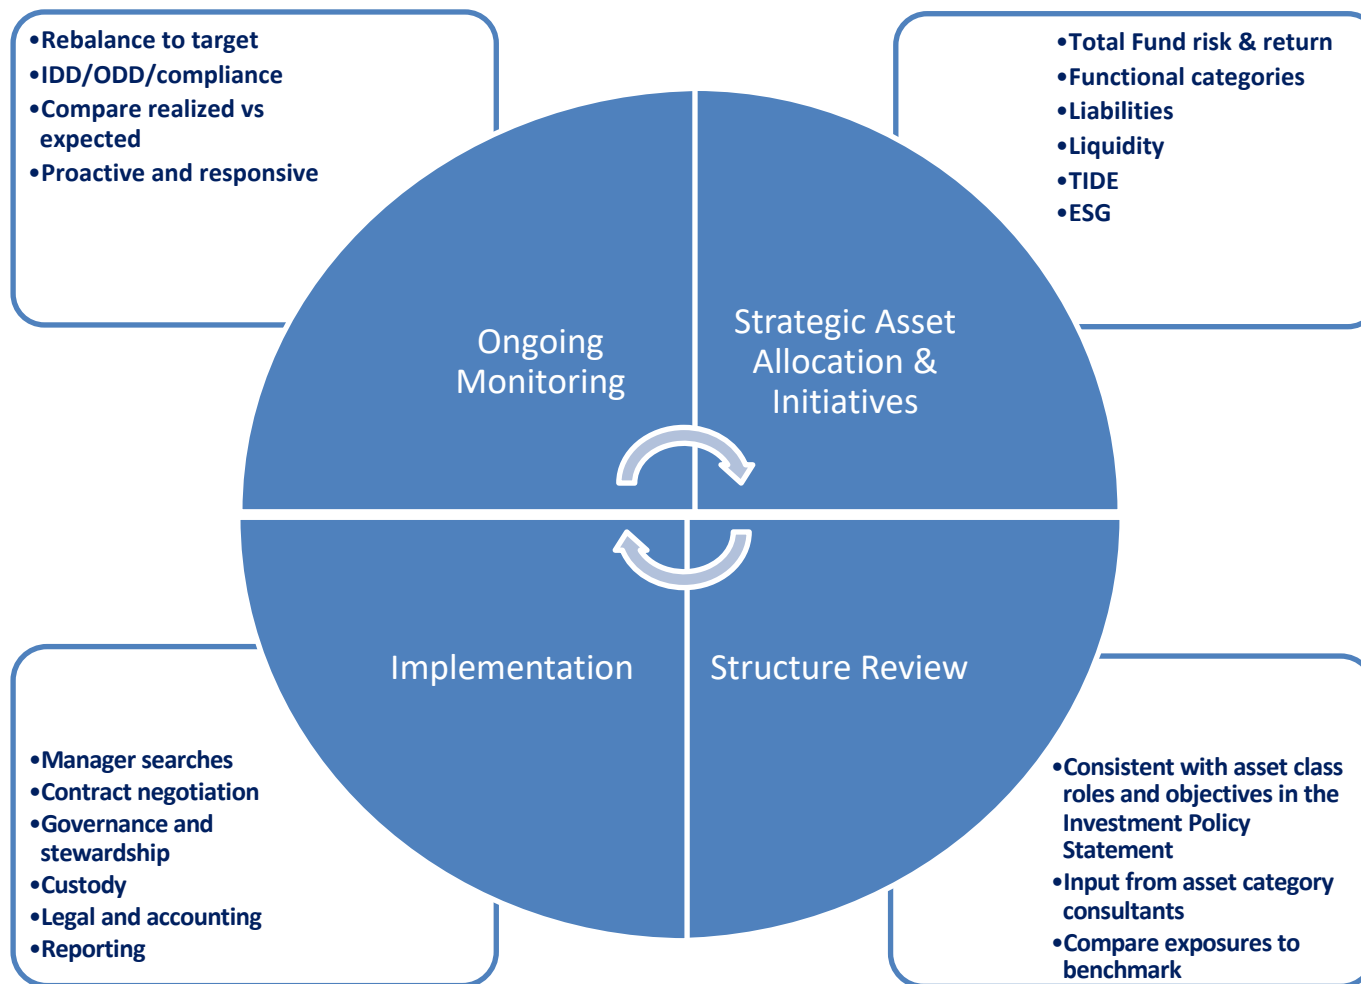 •Rebalance to target
•IDD/ODD/compliance
•Compare realized vs
expected
•Proactive and responsive
•Total Fund risk & return
•Functional categories
•Liabilities
•Liquidity
•TIDE
•ESG
Ongoing
Monitoring
Strategic Asset
Allocation &
Initiatives
Implementation
Structure Review
•Manager searches
•Contract negotiation
•Governance and
stewardship
•Custody
•Legal and accounting
•Reporting
•Consistent with asset class
roles and objectives in the
Investment Policy
Statement
•Input from asset category
consultants
•Compare exposures to
benchmark